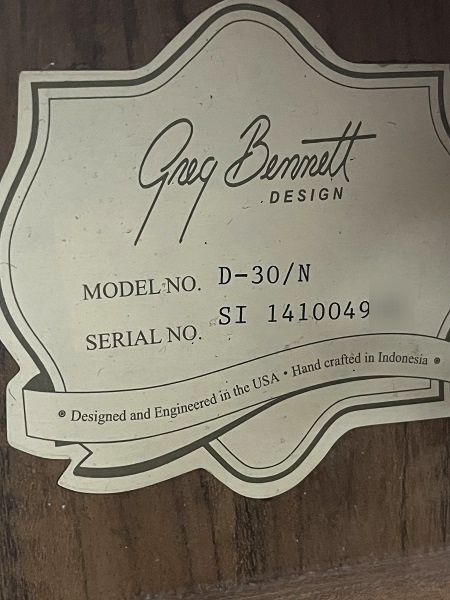 Greg Bennett
DESIGN
MODEL NO. D-30/N
SERIAL NO. SI 1410049
• Designed and Engineered in the USA • Hand crafted in Indonesia •